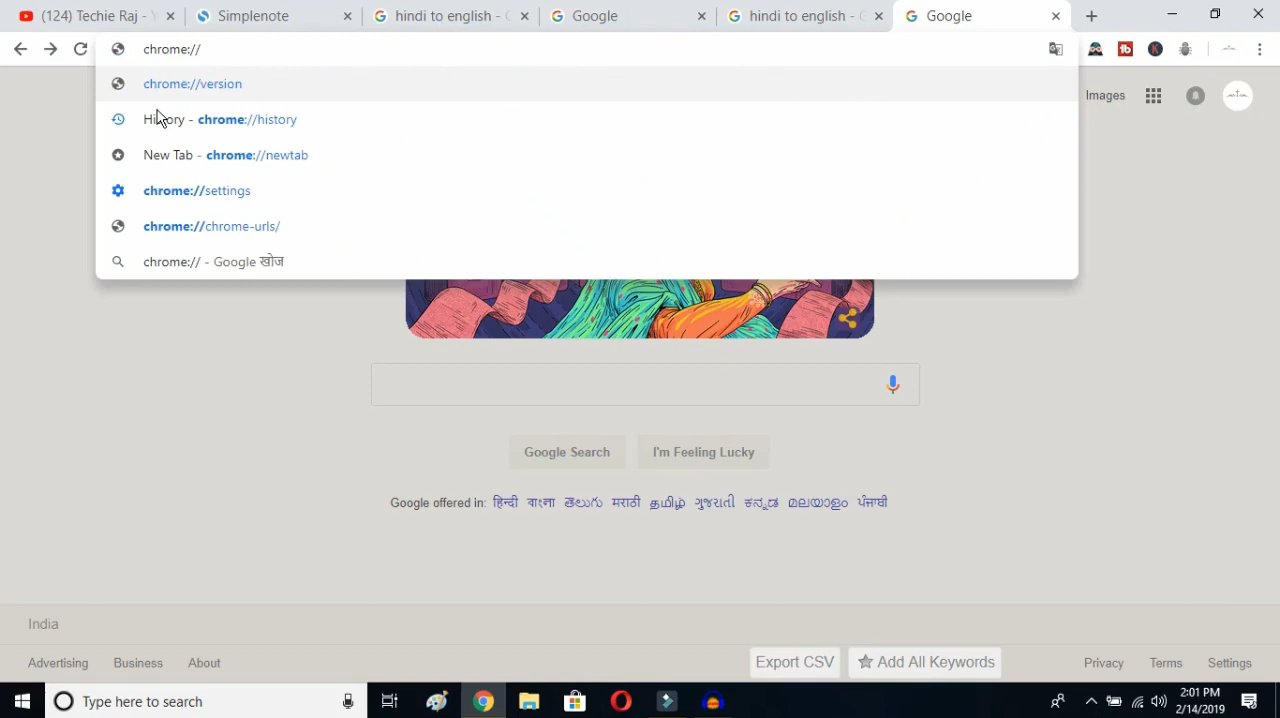 (124) Techie Raj - Y
Simplenote
hindi to english - G
Google
hindi to english - G
Google
chrome://
chrome://version
History - chrome://history
New Tab - chrome://newtab
chrome://settings
chrome://chrome-urls/
chrome:// - Google खोज
Images
Google Search
I'm Feeling Lucky
Google offered in: हिन्दी বাংলা తెలుగు मराठी தமிழ் ગુજરાતી ಕನ್ನಡ മലയാളം ਪੰਜਾਬੀ
India
Advertising Business About
Export CSV
Add All Keywords
Privacy Terms Settings
Type here to search
2:01 PM
2/14/2019